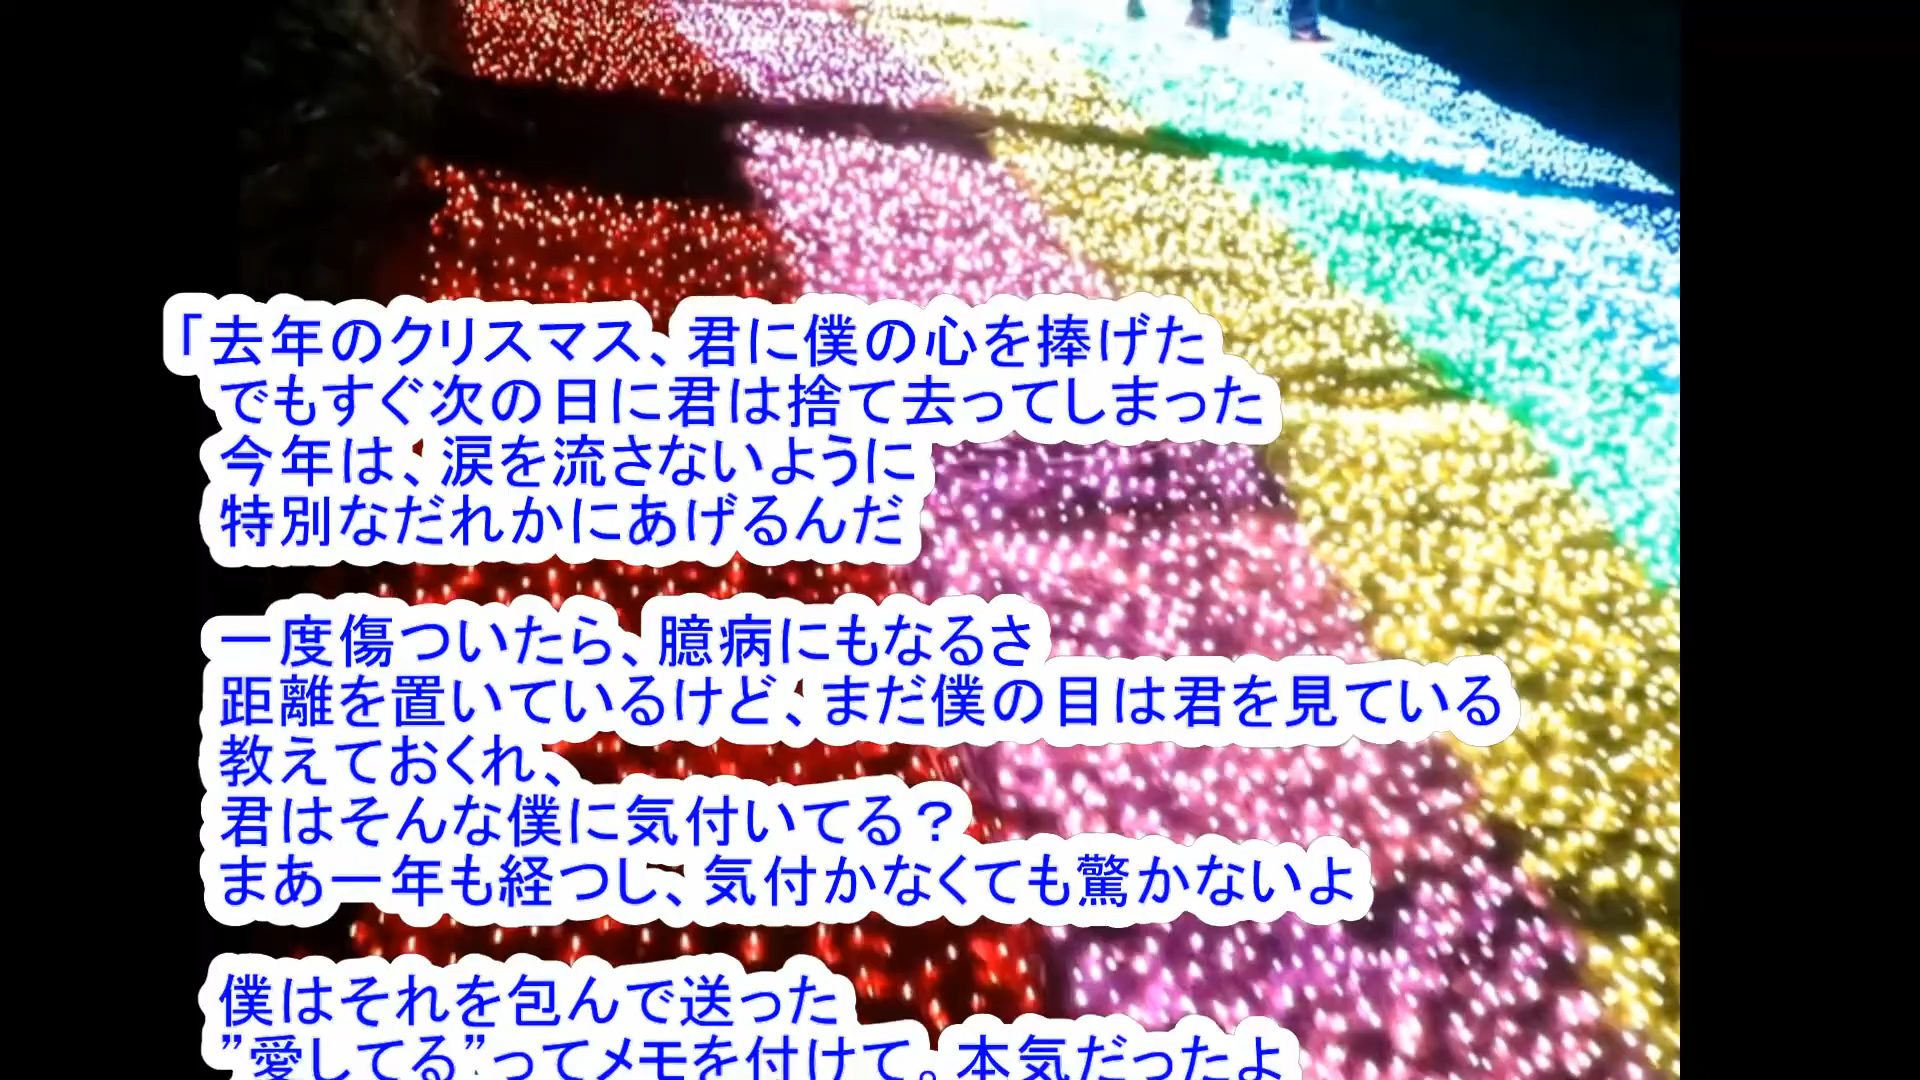 「去年のクリスマス、君に僕の心を捧げた
でもすぐ次の日に君は捨て去ってしまった
今年は、涙を流さないように
特別なだれかにあげるんだ
一度傷ついたら、臆病にもなるさ
距離を置いているけど、まだ僕の目は君を見ている
教えておくれ、
君はそんな僕に気付いてる？
まあ一年も経つし、気付かなくても驚かないよ
僕はそれを包んで送った
”愛してる”ってメモを付けて。本気だったよ